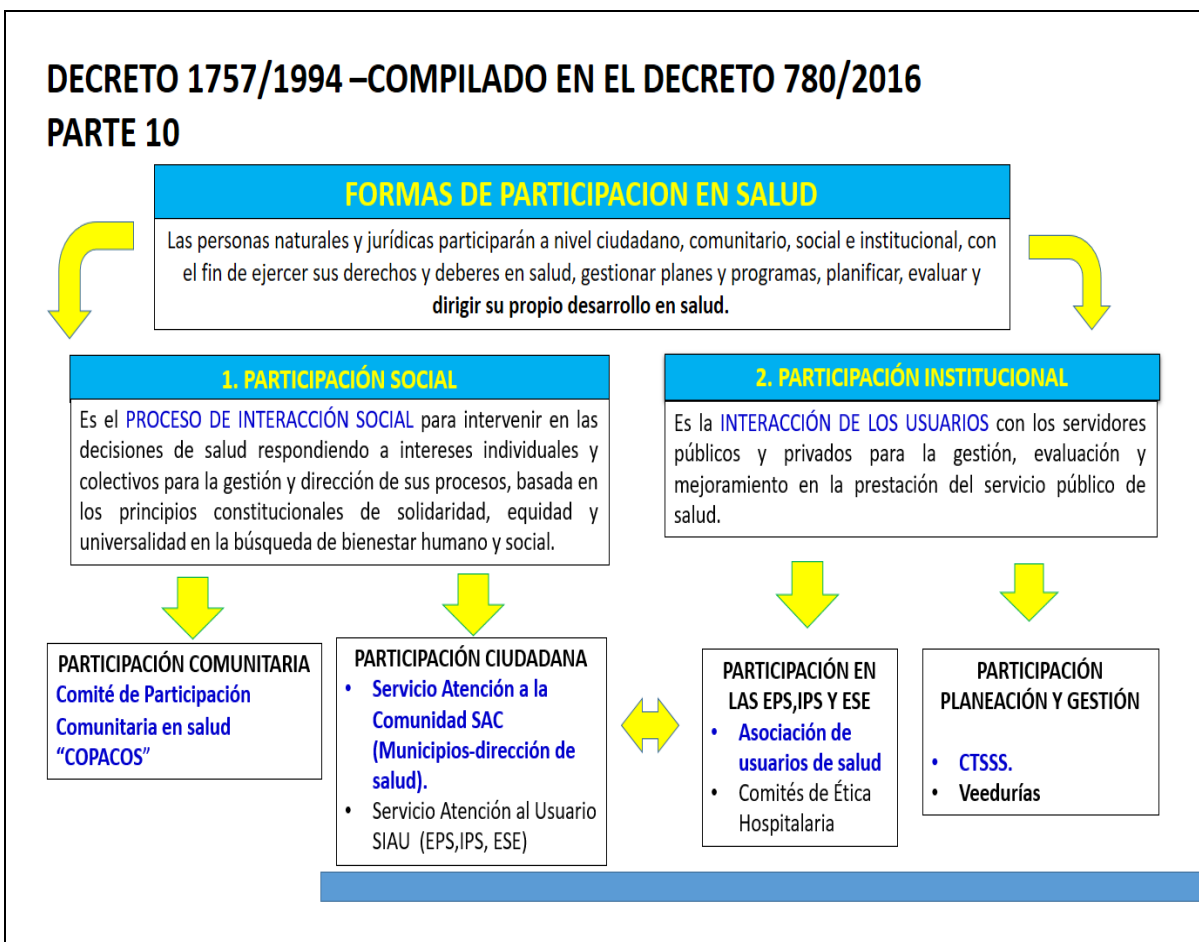 DECRETO 1757/1994 –COMPILADO EN EL DECRETO 780/2016
PARTE 10
FORMAS DE PARTICIPACION EN SALUD
Las personas naturales y jurídicas participarán a nivel ciudadano, comunitario, social e institucional, con
el fin de ejercer sus derechos y deberes en salud, gestionar planes y programas, planificar, evaluar y
dirigir su propio desarrollo en salud.
1. PARTICIPACIÓN SOCIAL
Es el PROCESO DE INTERACCIÓN SOCIAL para intervenir en las
decisiones de salud respondiendo a intereses individuales y
colectivos para la gestión y dirección de sus procesos, basada en
los principios constitucionales de solidaridad, equidad y
universalidad en la búsqueda de bienestar humano y social.
2. PARTICIPACIÓN INSTITUCIONAL
Es la INTERACCIÓN DE LOS USUARIOS con los servidores
públicos y privados para la gestión, evaluación y
mejoramiento en la prestación del servicio público de
salud.
PARTICIPACIÓN COMUNITARIA
Comité de Participación
Comunitaria en salud
“COPACOS”
PARTICIPACIÓN CIUDADANA
• Servicio Atención a la
Comunidad SAC
(Municipios-dirección de
salud).
• Servicio Atención al Usuario
SIAU (EPS,IPS, ESE)
PARTICIPACIÓN EN
LAS EPS,IPS Y ESE
• Asociación de
usuarios de salud
• Comités de Ética
Hospitalaria
PARTICIPACIÓN
PLANEACIÓN Y GESTIÓN
• CTSSS.
• Veedurías